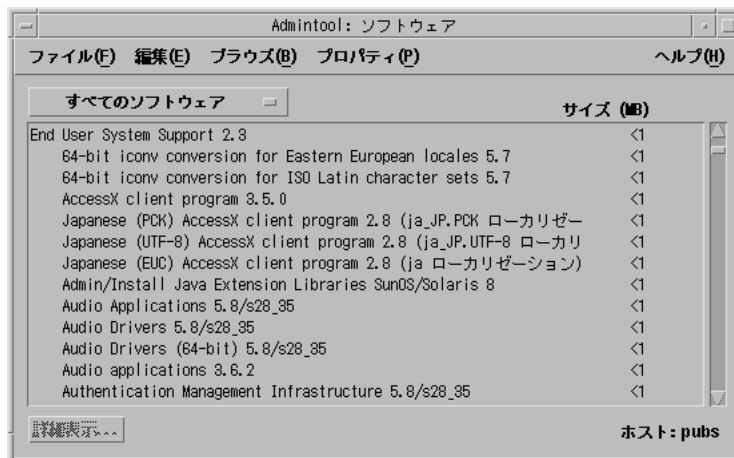 Admintool: ソフトウェア
ファイル(F) 編集(E) ブラウズ(B) プロパティ(P) ヘルプ(H)
すべてのソフトウェア
サイズ (MB)
End User System Support 2.3 <1
64-bit iconv conversion for Eastern European locales 5.7 <1
64-bit iconv conversion for ISO Latin character sets 5.7 <1
AccessX client program 3.5.0 <1
Japanese (PCK) AccessX client program 2.8 (ja_JP.PCK ローカリゼー <1
Japanese (UTF-8) AccessX client program 2.8 (ja_JP.UTF-8 ローカリ <1
Japanese (EUC) AccessX client program 2.8 (ja ローカリゼーション) <1
Admin/Install Java Extension Libraries SunOS/Solaris 8 <1
Audio Applications 5.8/s28_35 <1
Audio Drivers 5.8/s28_35 <1
Audio Drivers (64-bit) 5.8/s28_35 <1
Audio applications 3.6.2 <1
Authentication Management Infrastructure 5.8/s28_35 <1
詳細表示...
ホスト: pubs